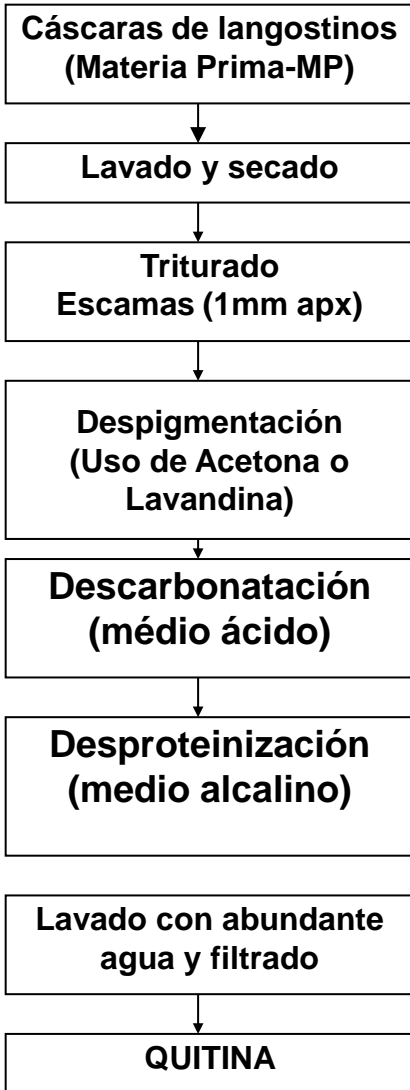 Cáscaras de langostinos
(Materia Prima-MP)
Lavado y secado
Triturado
Escamas (1mm apx)
Despigmentación
(Uso de Acetona o
Lavandina)
Descarbonatación
(médio ácido)
Desproteinización
(medio alcalino)
Lavado con abundante
agua y filtrado
QUITINA